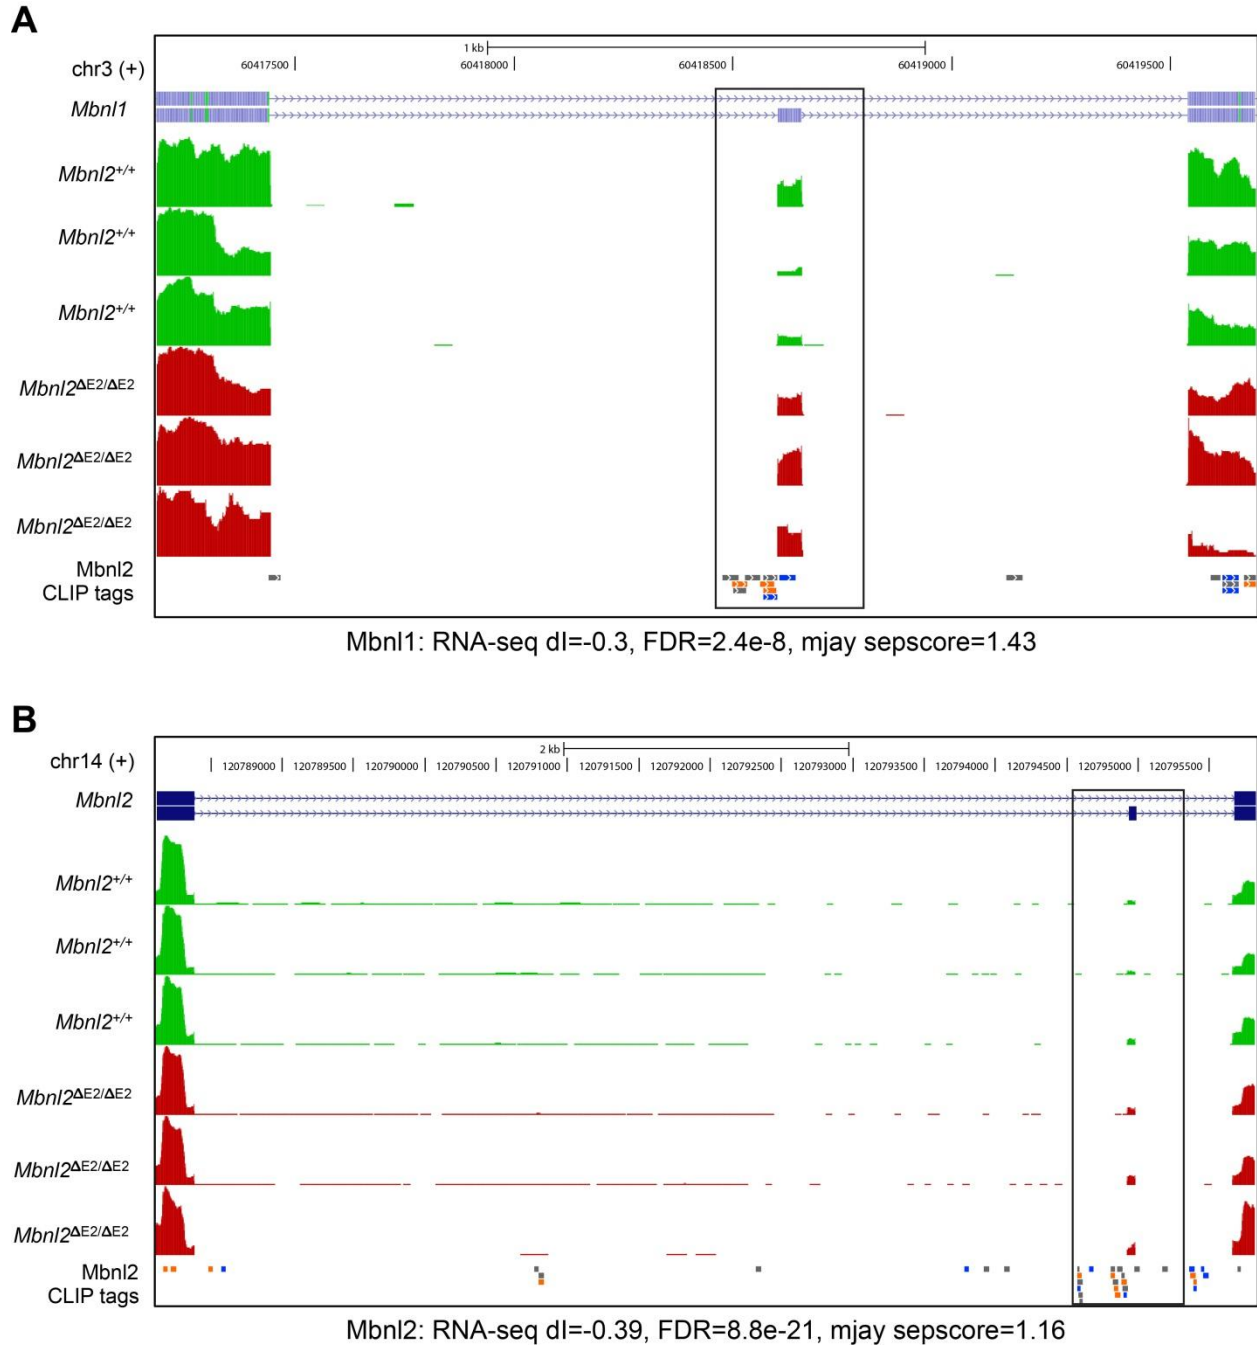 A
1 kb
chr3 (+)
60417500 60418000 60418500 60419000 60419500
Mbnl1
Mbnl2+/+
Mbnl2+/+
Mbnl2+/+
Mbnl2ΔE2/ΔE2
Mbnl2ΔE2/ΔE2
Mbnl2ΔE2/ΔE2
Mbnl2
CLIP tags
Mbnl1: RNA-seq dI=-0.3, FDR=2.4e-8, mjay sepscore=1.43
B
2 kb
chr14 (+)
120789000 120789500 120790000 120790500 120791000 120791500 120792000 120792500 120793000 120793500 120794000 120794500 120795000 120795500
Mbnl2
Mbnl2+/+
Mbnl2+/+
Mbnl2+/+
Mbnl2ΔE2/ΔE2
Mbnl2ΔE2/ΔE2
Mbnl2ΔE2/ΔE2
Mbnl2
CLIP tags
Mbnl2: RNA-seq dI=-0.39, FDR=8.8e-21, mjay sepscore=1.16